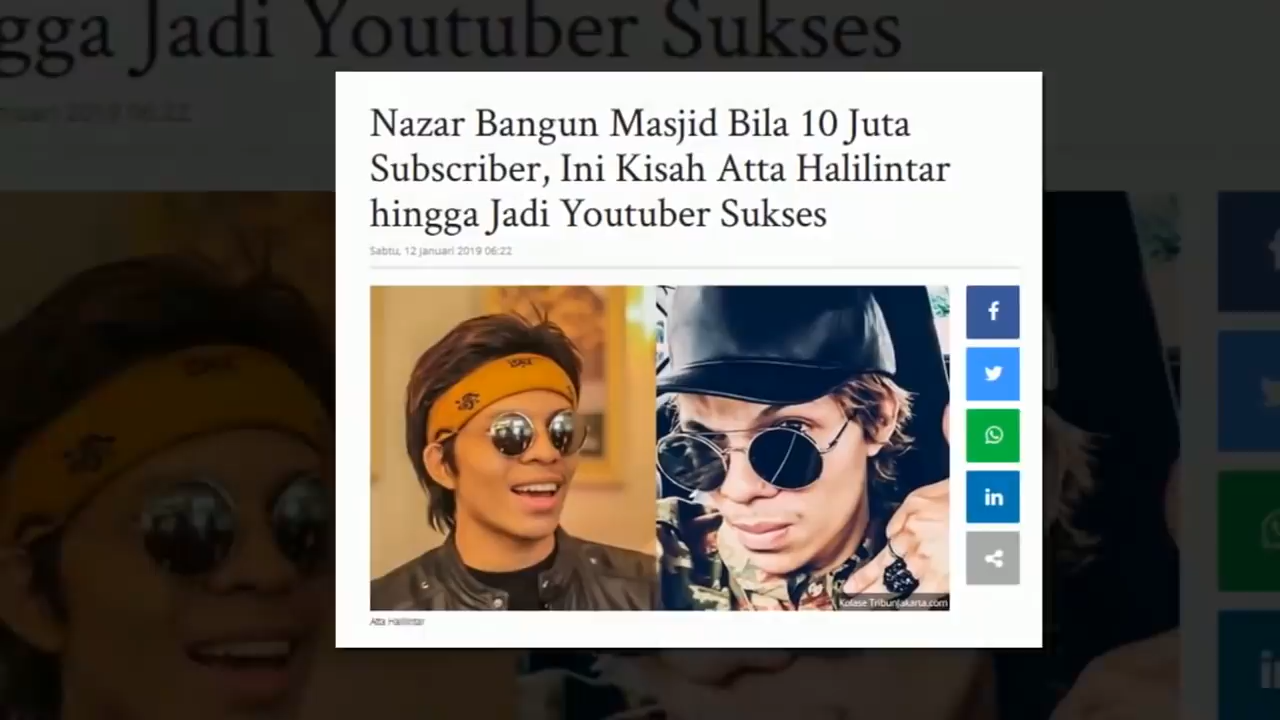 gga Jadi Youtuber Sukses
Nazar Bangun Masjid Bila 10 Juta
Subscriber, Ini Kisah Atta Halilintar
hingga Jadi Youtuber Sukses
Sabtu, 12 Januari 2019 06:22
Kolase TribunJakarta.com
Atta Halilintar